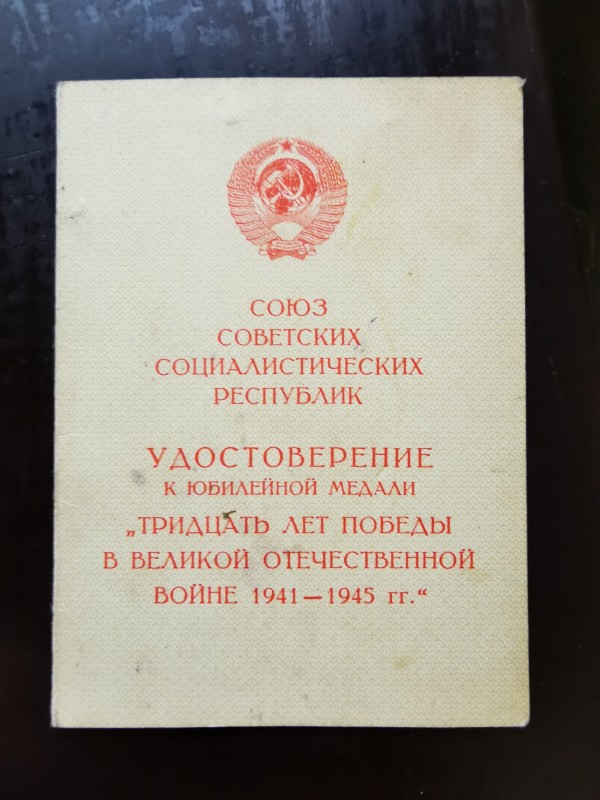 СОЮЗ
СОВЕТСКИХ
СОЦИАЛИСТИЧЕСКИХ
РЕСПУБЛИК
УДОСТОВЕРЕНИЕ
К ЮБИЛЕЙНОЙ МЕДАЛИ
„ТРИДЦАТЬ ЛЕТ ПОБЕДЫ
В ВЕЛИКОЙ ОТЕЧЕСТВЕННОЙ
ВОЙНЕ 1941—1945 гг.“